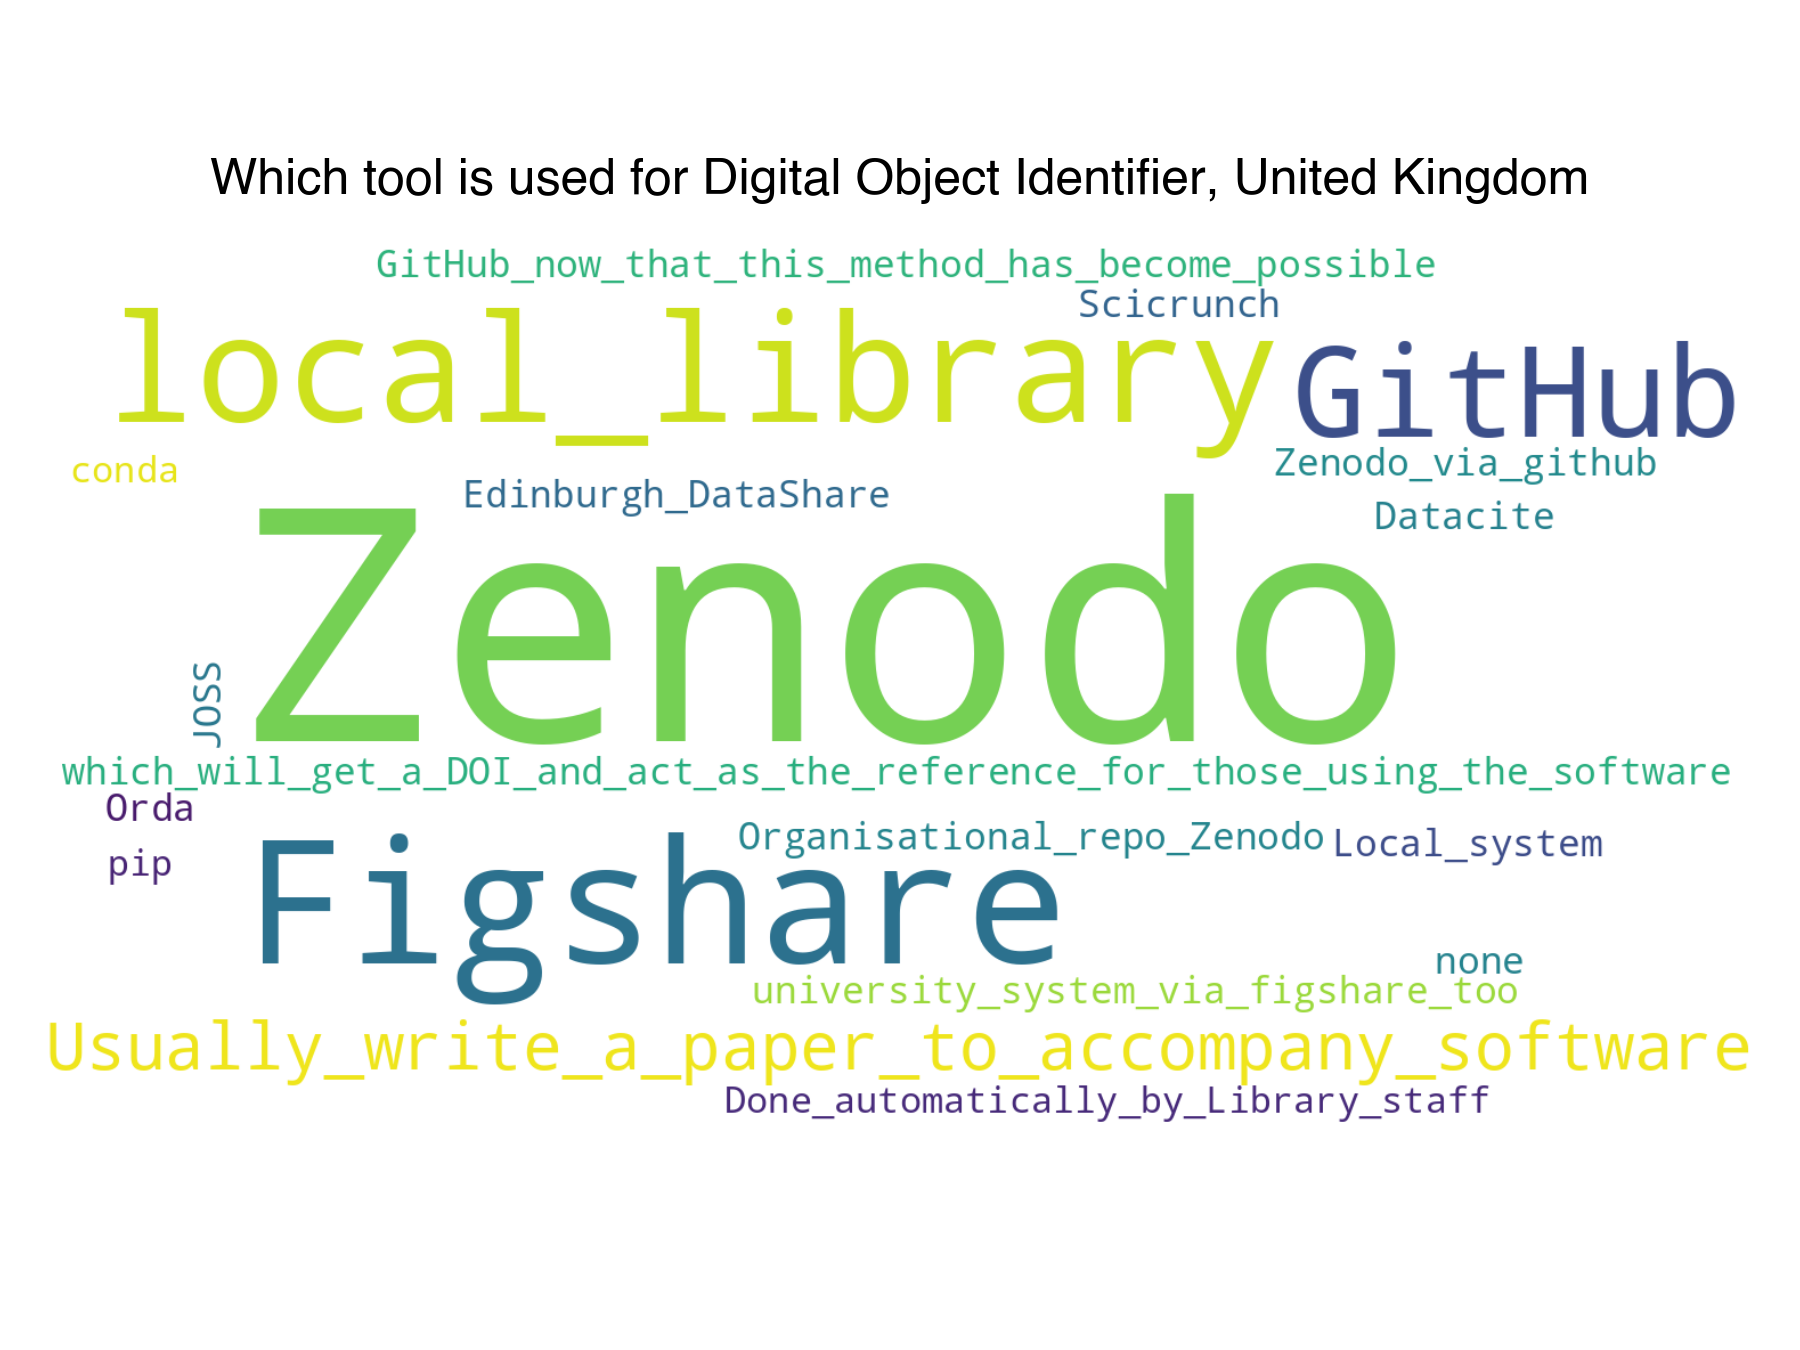 Which tool is used for Digital Object Identifier, United Kingdom
GitHub_now_that_this_method_has_become_possible
Scicrunch
local_library
GitHub
Zenodo_via_github
conda
Edinburgh_DataShare
Datacite
Zenodo
JOSS
which_will_get_a_DOI_and_act_as_the_reference_for_those_using_the_software
Orda
Organisational_repo_Zenodo
Local_system
pip
Figshare
none
university_system_via_figshare_too
Usually_write_a_paper_to_accompany_software
Done_automatically_by_Library_staff